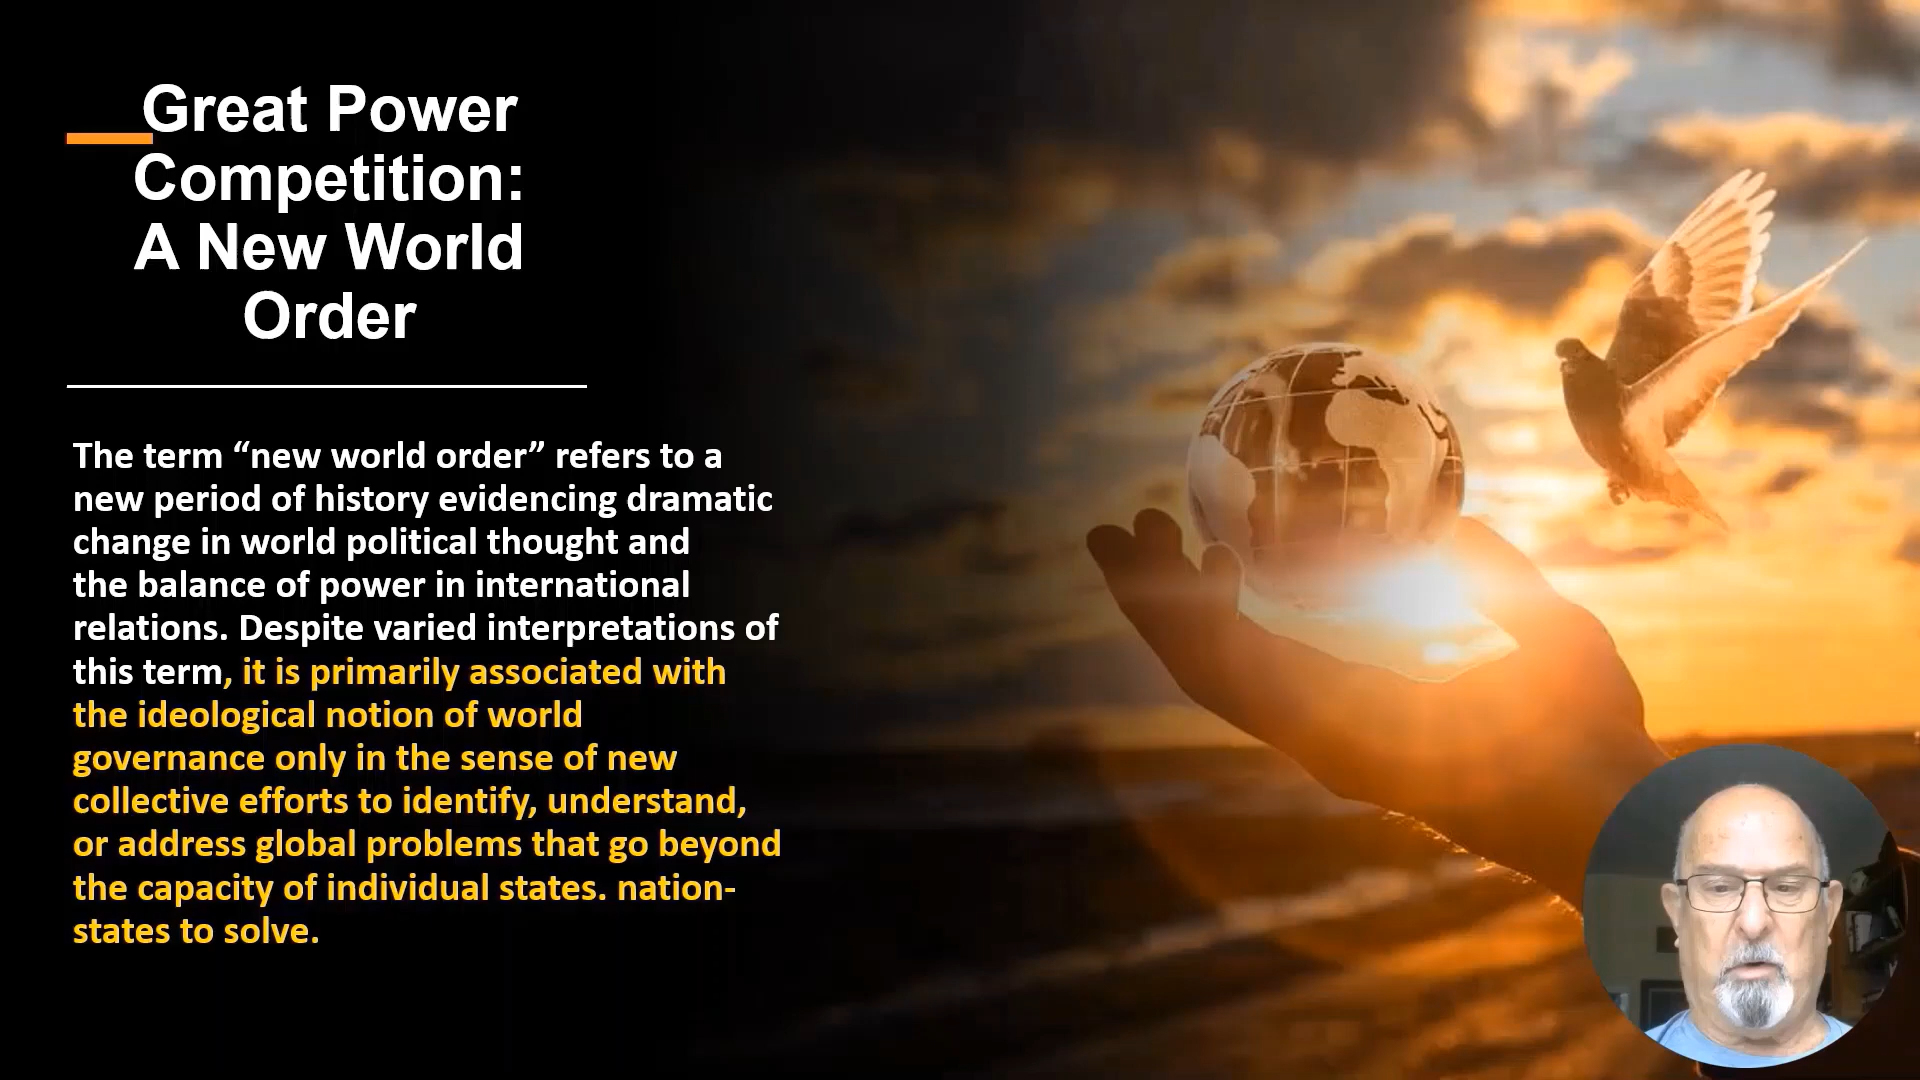 Great Power
Competition:
A New World
Order
The term “new world order” refers to a
new period of history evidencing dramatic
change in world political thought and
the balance of power in international
relations. Despite varied interpretations of
this term, it is primarily associated with
the ideological notion of world
governance only in the sense of new
collective efforts to identify, understand,
or address global problems that go beyond
the capacity of individual states. nation-
states to solve.